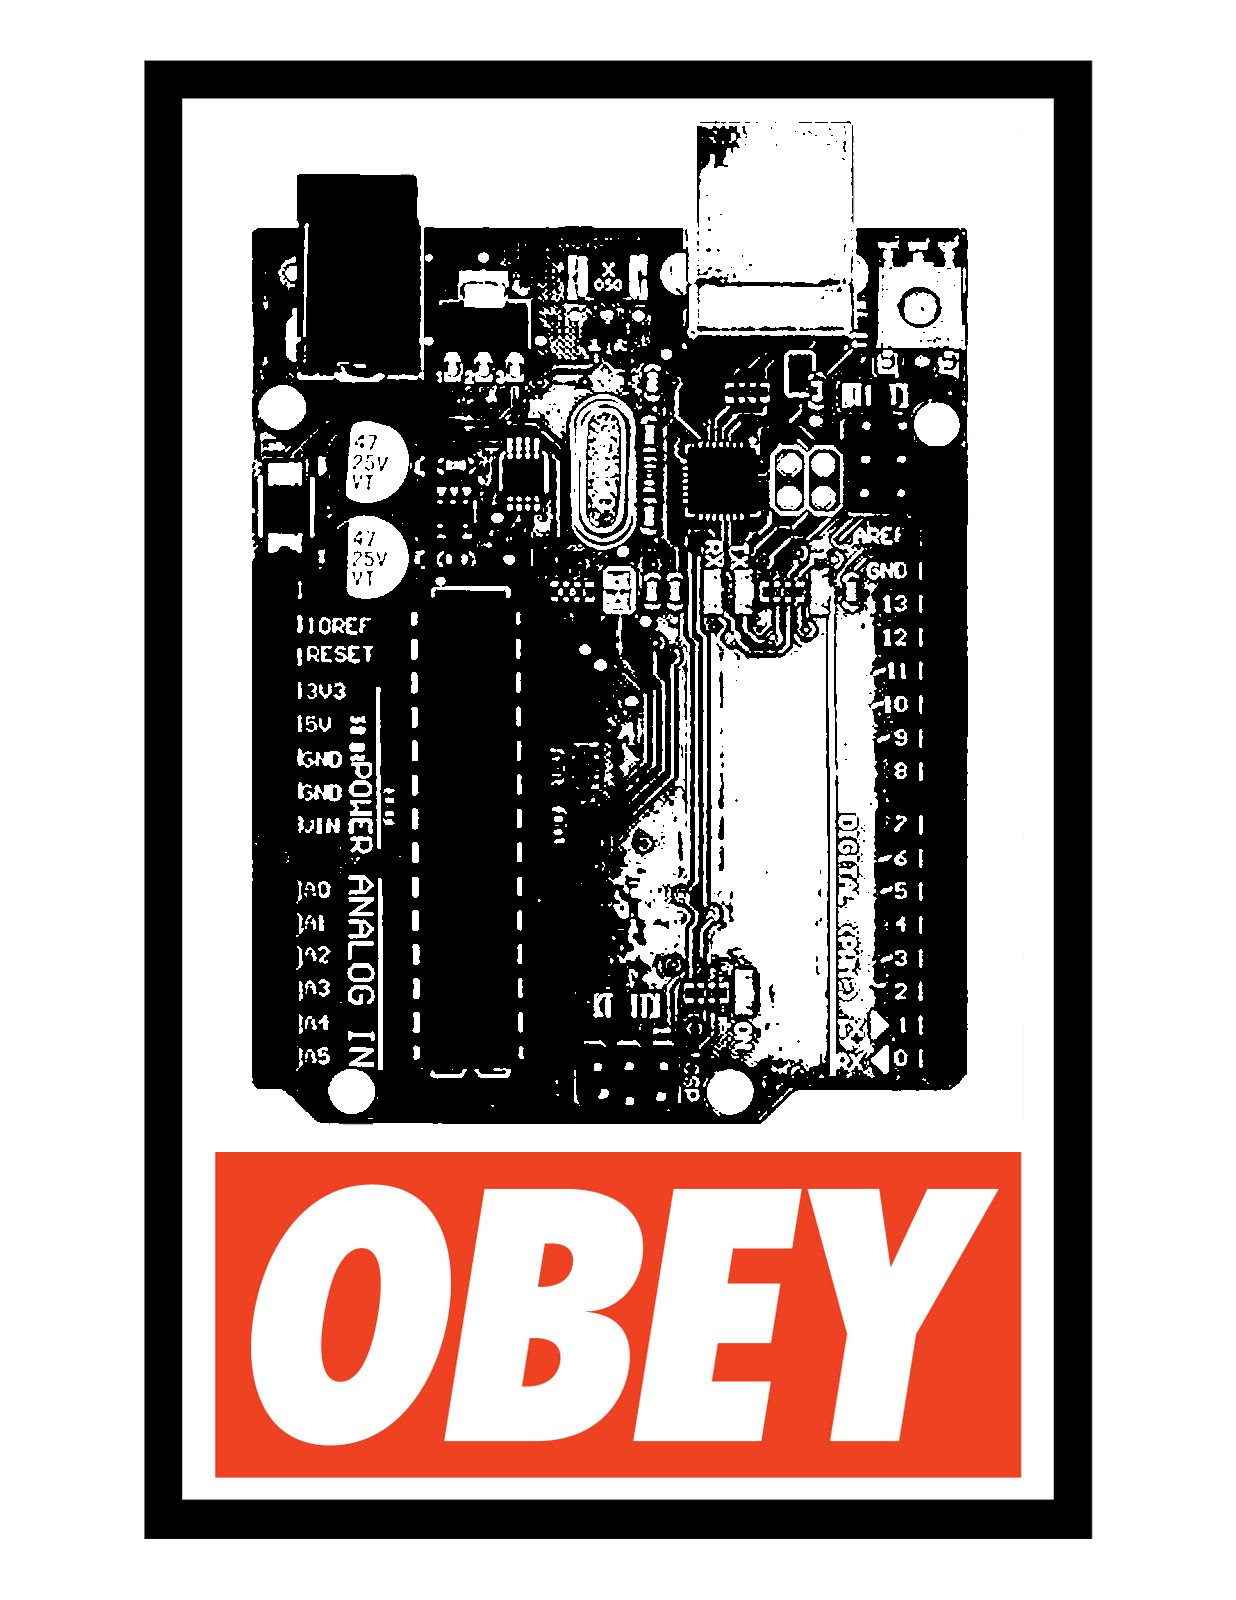 X
050
47
25V
VT
47
25V
VT
RX
TX
AREF
GND
13
12
11
10
9
8
7
6
5
4
3
2
1
0
IOREF
RESET
3V3
5V
GND
GND
VIN
POWER
A0
A1
A2
A3
A4
A5
ANALOG IN
DIGITAL
ON
OBEY